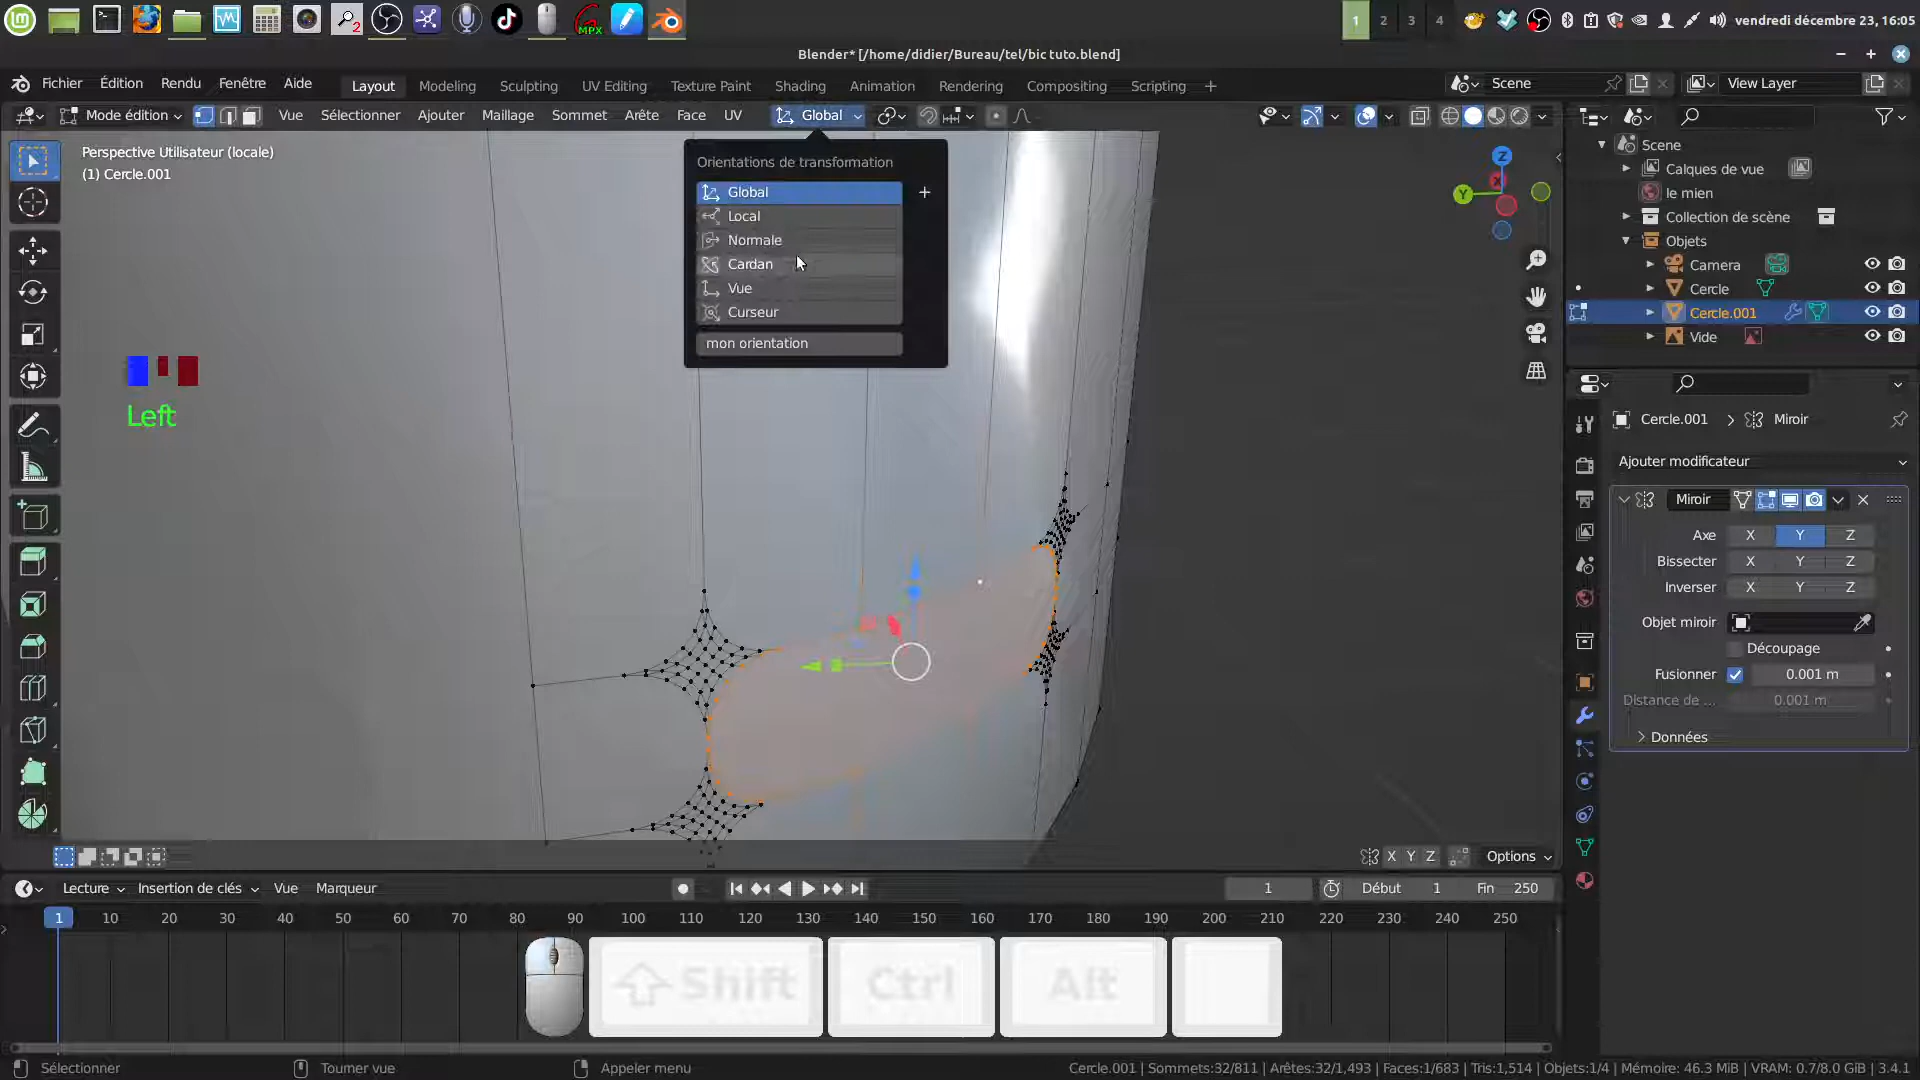 2
MPX
1 2 3 4
vendredi décembre 23, 16:05
Blender* [/home/didier/Bureau/tel/bic tuto.blend]
Fichier Édition Rendu Fenêtre Aide
Layout Modeling Sculpting UV Editing Texture Paint Shading Animation Rendering Compositing Scripting +
Scene
View Layer
Mode édition Vue Sélectionner Ajouter Maillage Sommet Arête Face UV Global
Perspective Utilisateur (locale)
(1) Cercle.001
Orientations de transformation
Global
Local
Normale
Cardan
Vue
Curseur
mon orientation
Left
Z
X
Y
Scene
Calques de vue
le mien
Collection de scène
Objets
Camera
Cercle
Cercle.001
Vide
Cercle.001 Miroir
Ajouter modificateur
Miroir
Axe X Y Z
Bissecter X Y Z
Inverser X Y Z
Objet miroir
Découpage
Fusionner 0.001 m
Distance de ... 0.001 m
Données
X Y Z Options
Lecture Insertion de clés Vue Marqueur
1 Début 1 Fin 250
1 10 20 30 40 50 60 70 80 90 100 110 120 130 140 150 160 170 180 190 200 210 220 230 240 250
Shift Ctrl Alt
Sélectionner Tourner vue Appeler menu
Cercle.001 | Sommets:32/811 | Arêtes:32/1,493 | Faces:1/683 | Tris:1,514 | Objets:1/4 | Mémoire: 46.3 MiB | VRAM: 0.7/8.0 GiB | 3.4.1